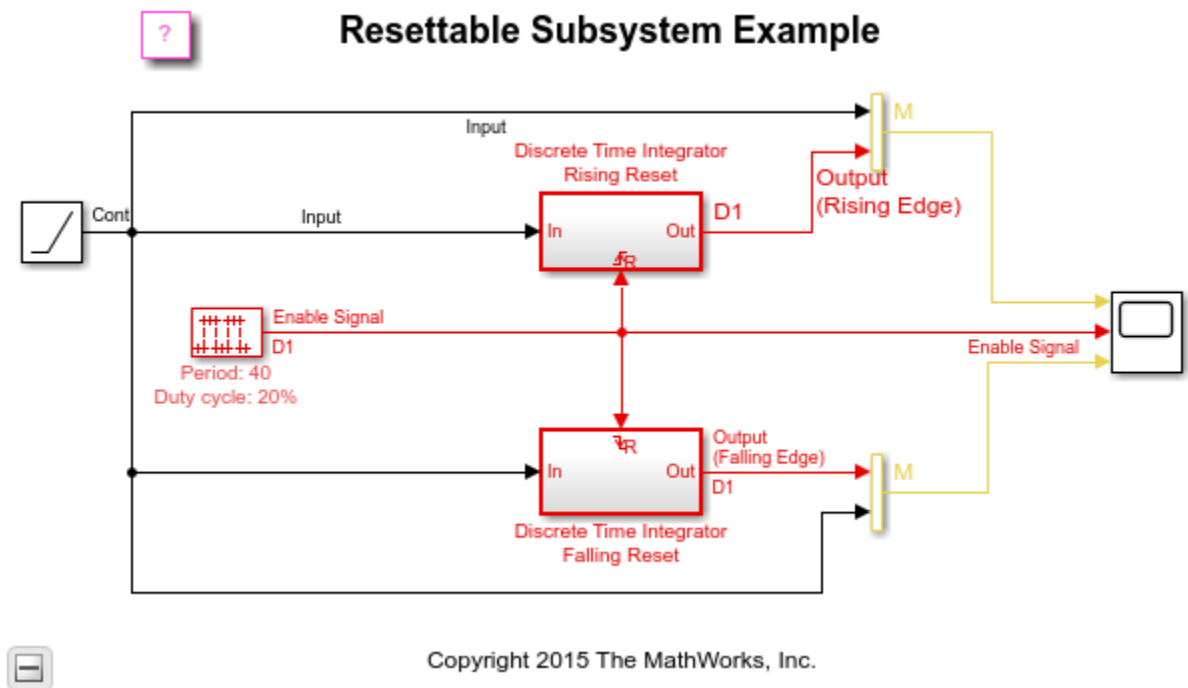 ?
Resettable Subsystem Example
M
Input
Discrete Time Integrator
Rising Reset
Output
(Rising Edge)
Cont
Input
In
Out
D1
R
Enable Signal
D1
Enable Signal
Period: 40
Duty cycle: 20%
R
In
Out
Output
(Falling Edge)
D1
M
Discrete Time Integrator
Falling Reset
Copyright 2015 The MathWorks, Inc.